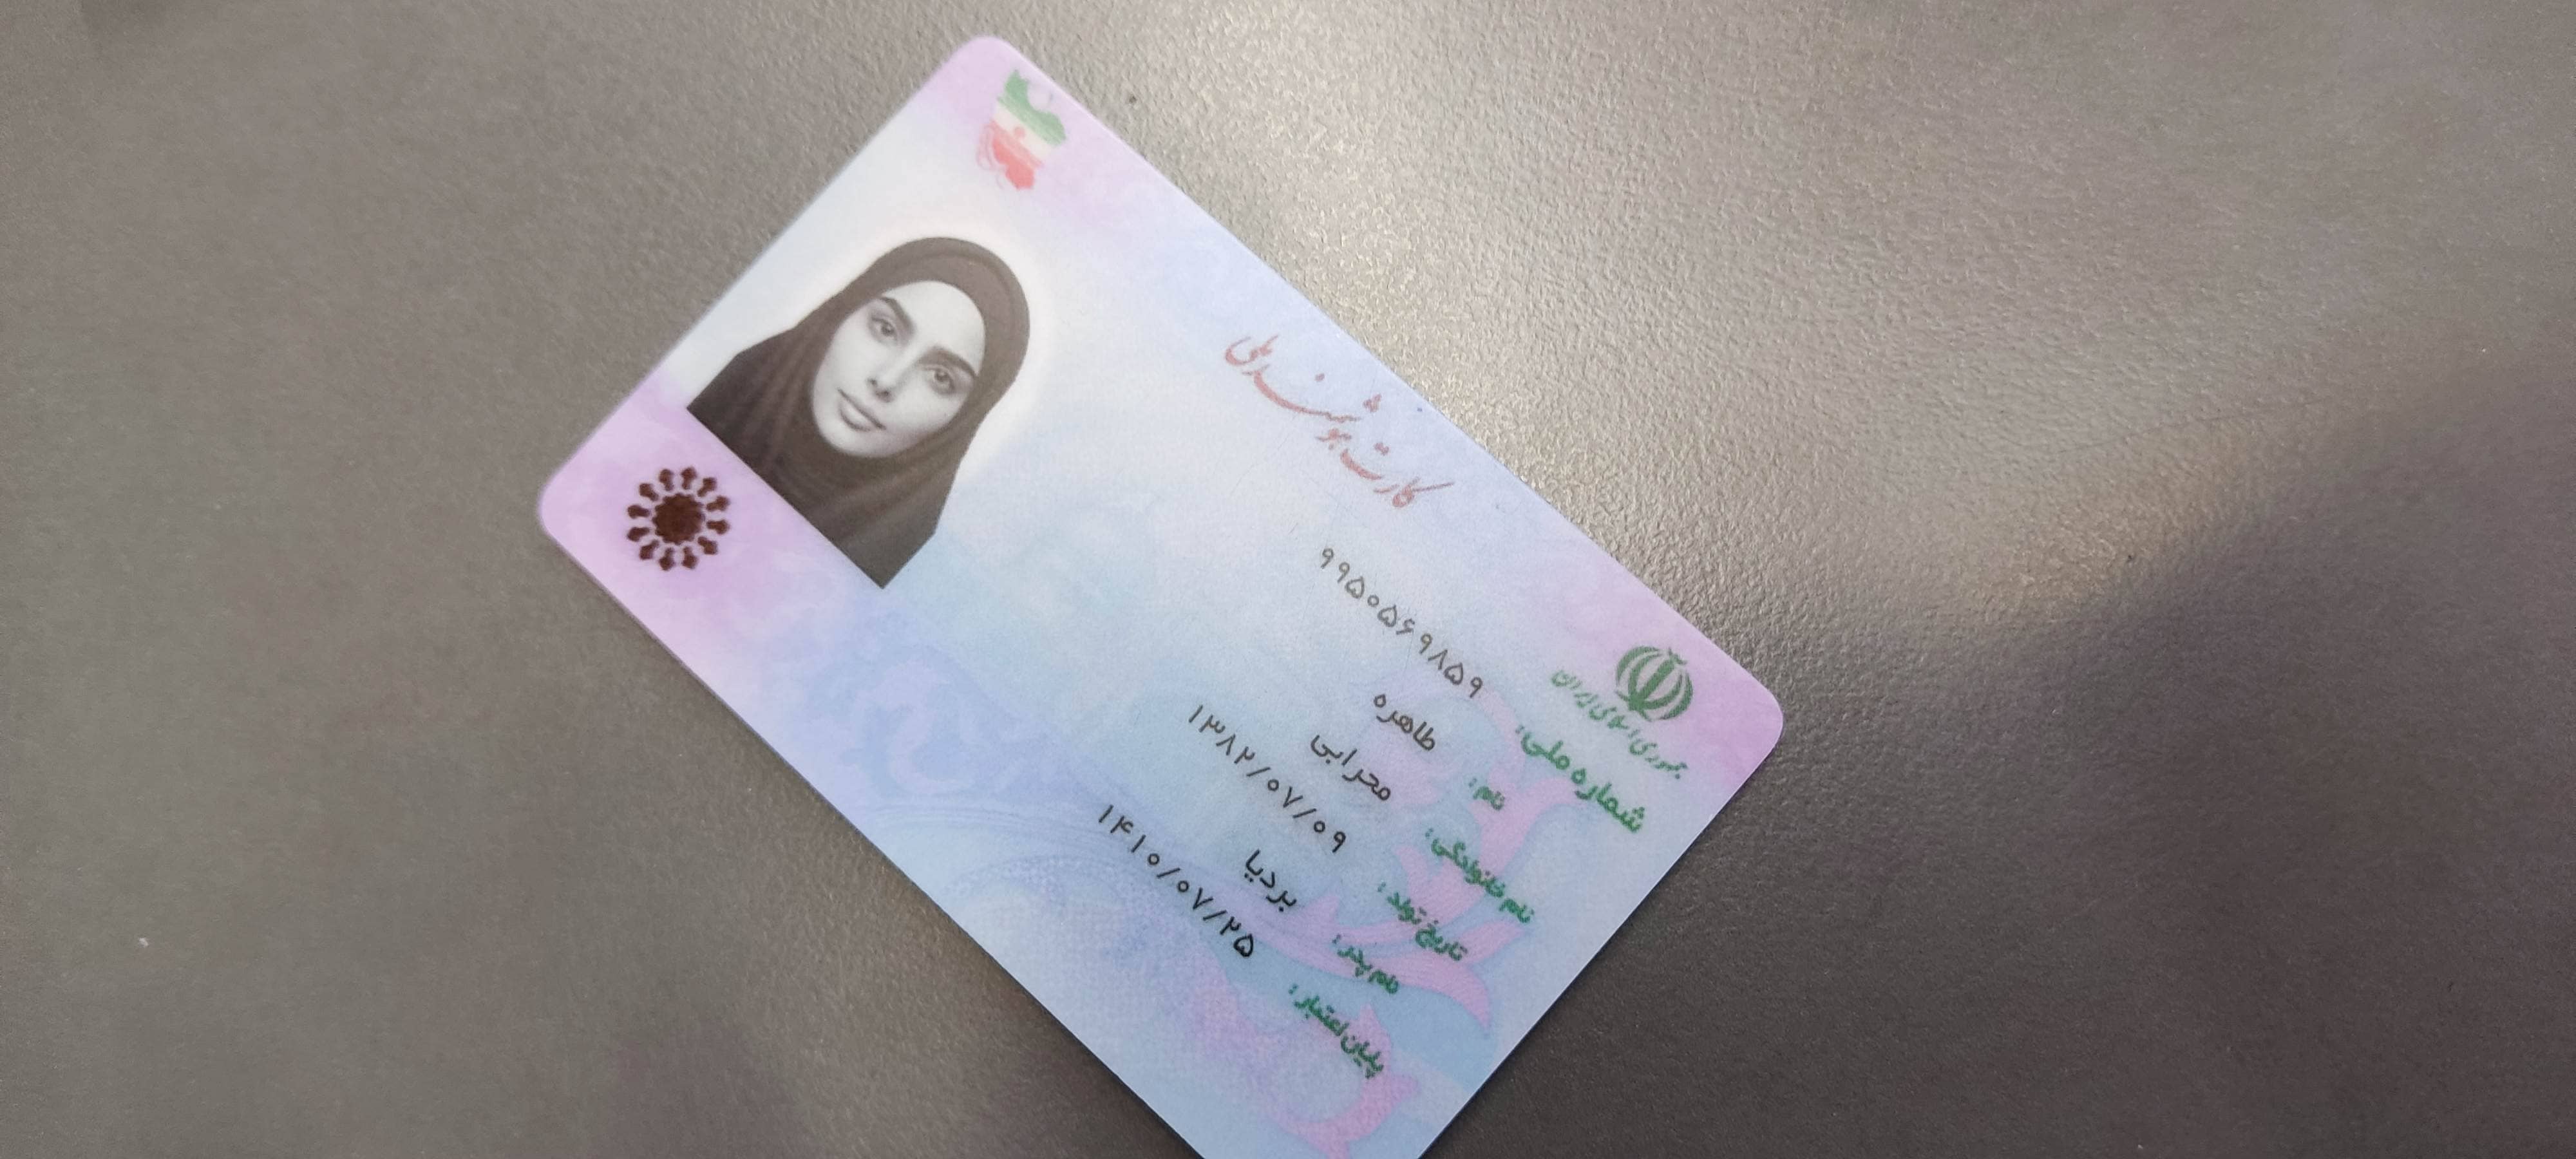 کارت هوشمند ملی
جمهوری اسلامی ایران
شماره ملی: ۹۹۵۰۵۶۹۸۵۹
نام: طاهره
نام خانوادگی: محرابی
تاریخ تولد: ۱۳۸۲/۰۷/۰۹
نام پدر: بردیا
پایان اعتبار: ۱۴۱۰/۰۷/۲۵